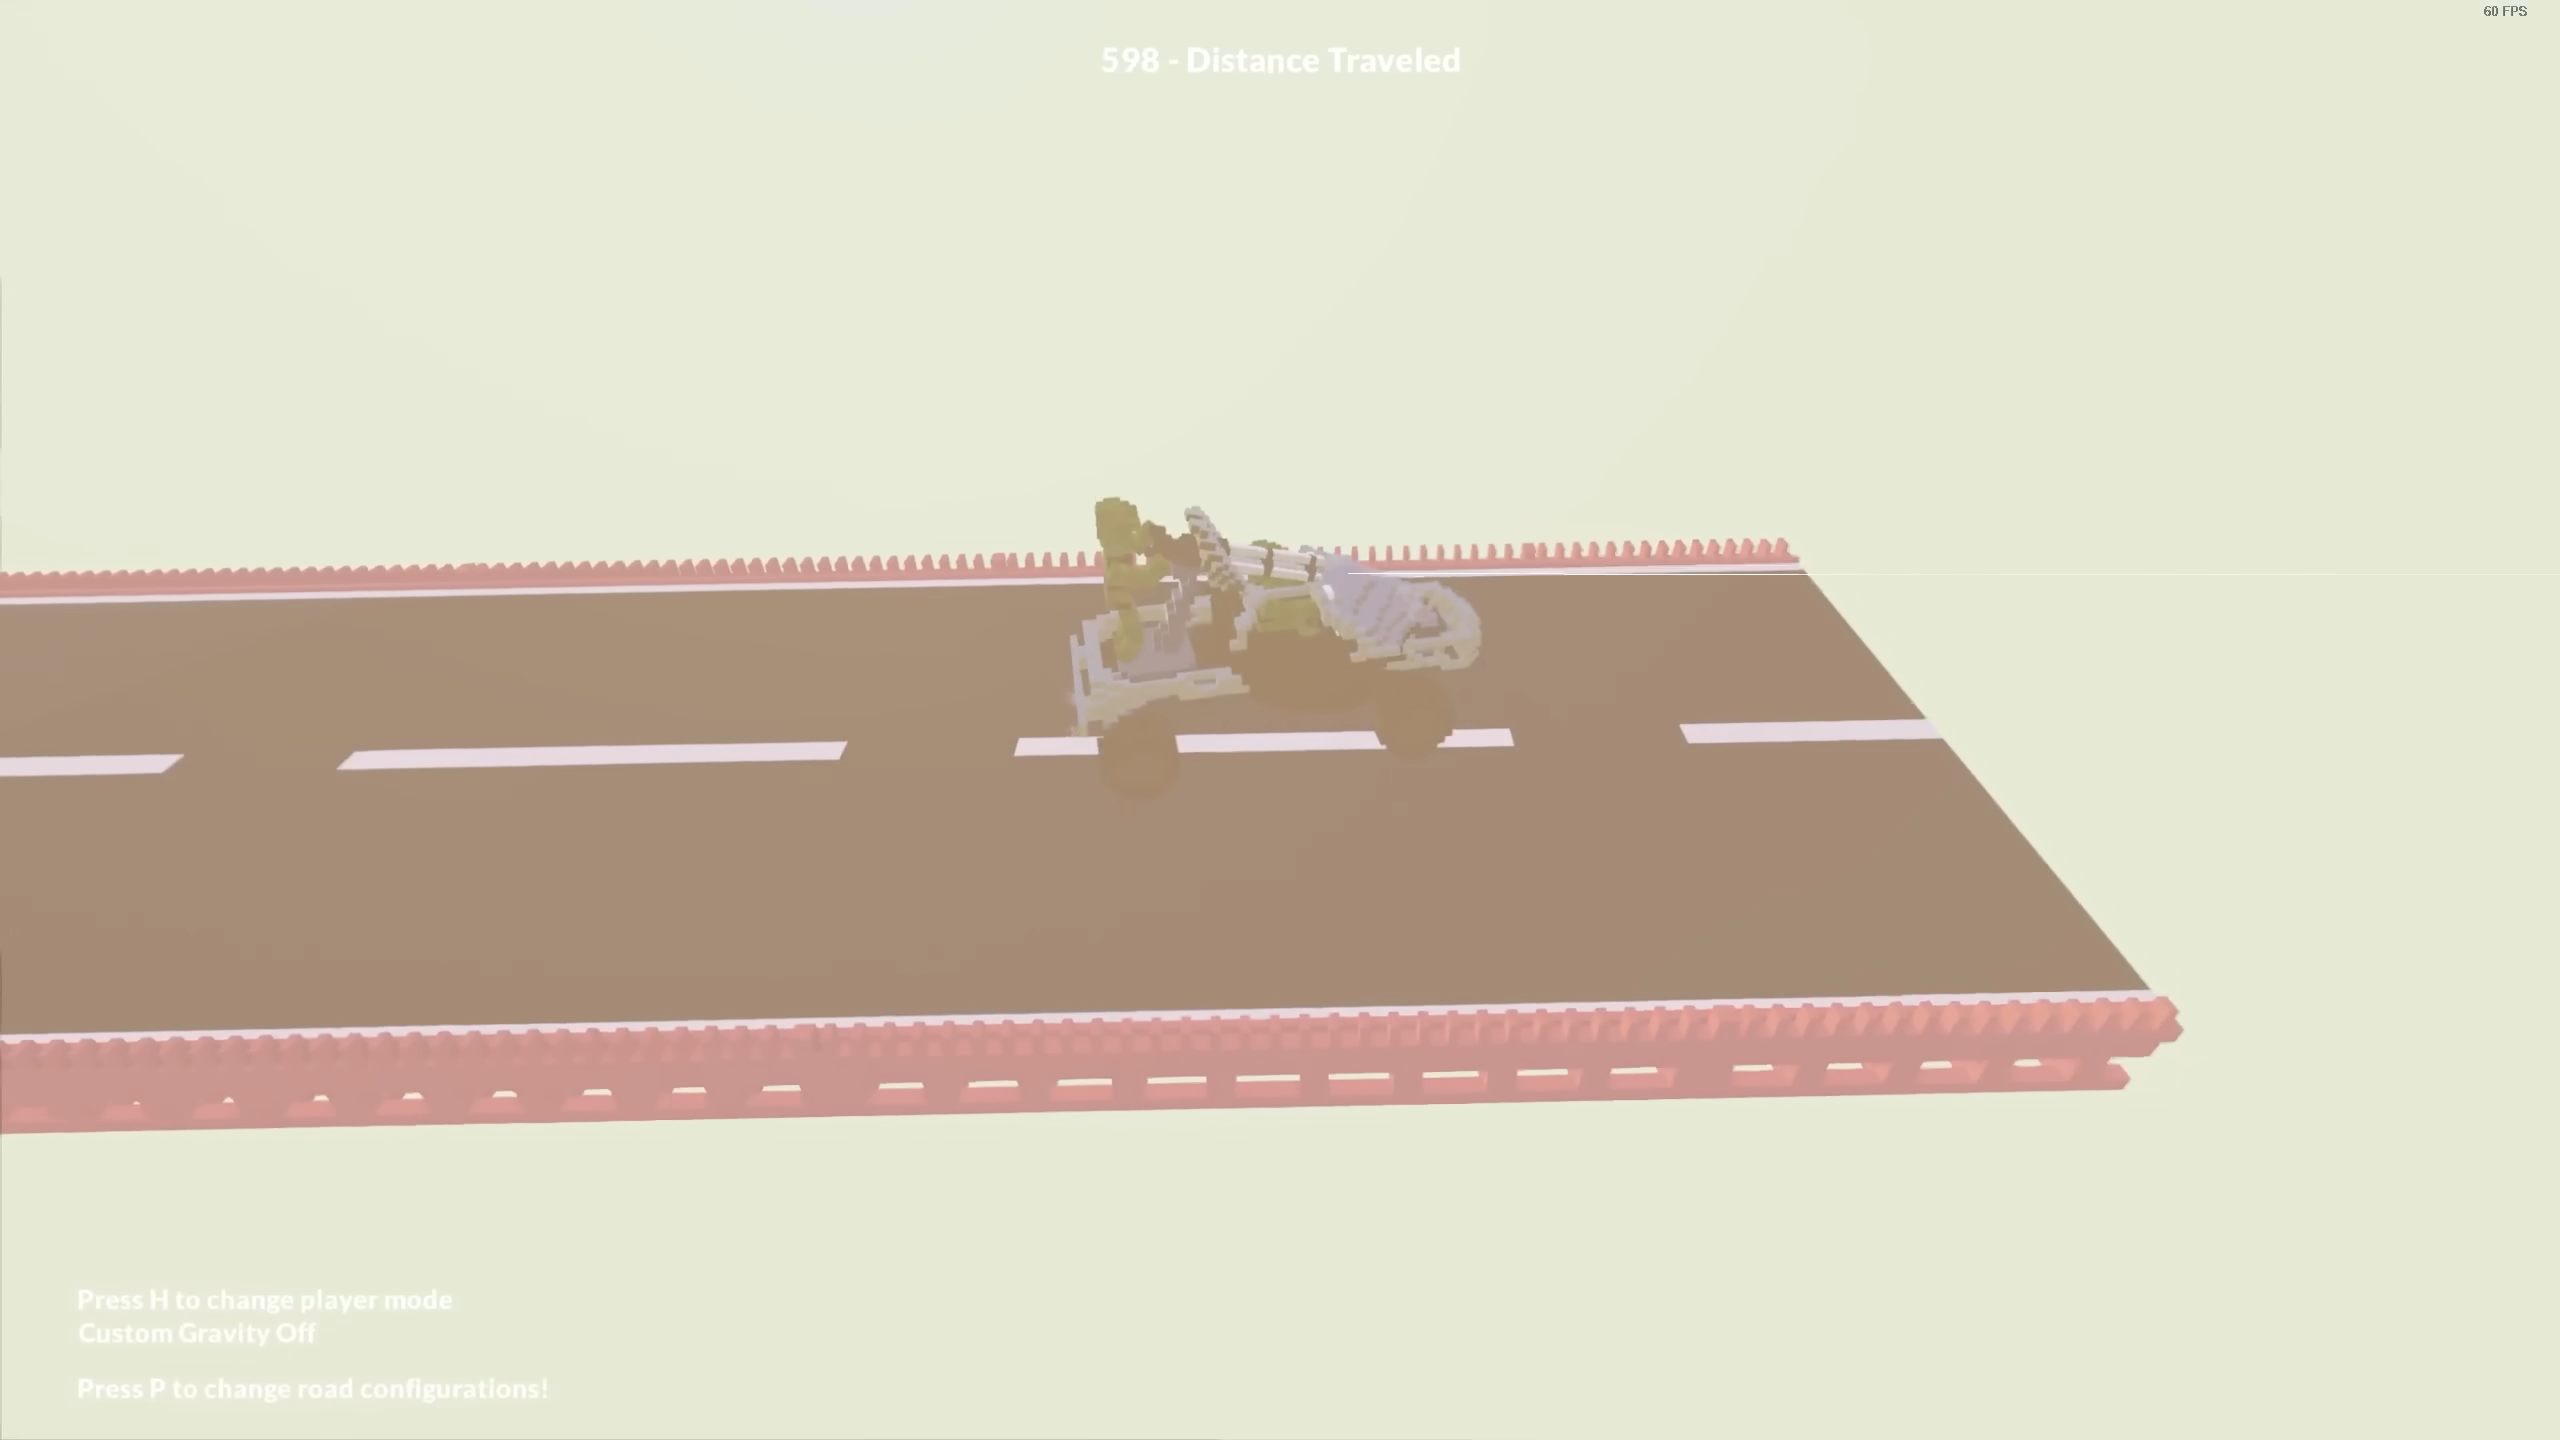 60 FPS
598 - Distance Traveled
Press H to change player mode
Custom Gravity Off
Press P to change road configurations!